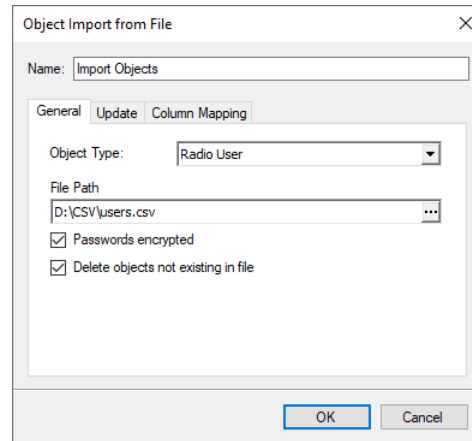 Object Import from File
Name: Import Objects
General Update Column Mapping
Object Type: Radio User
File Path
D:\CSV\users.csv ...
Passwords encrypted
Delete objects not existing in file
OK Cancel